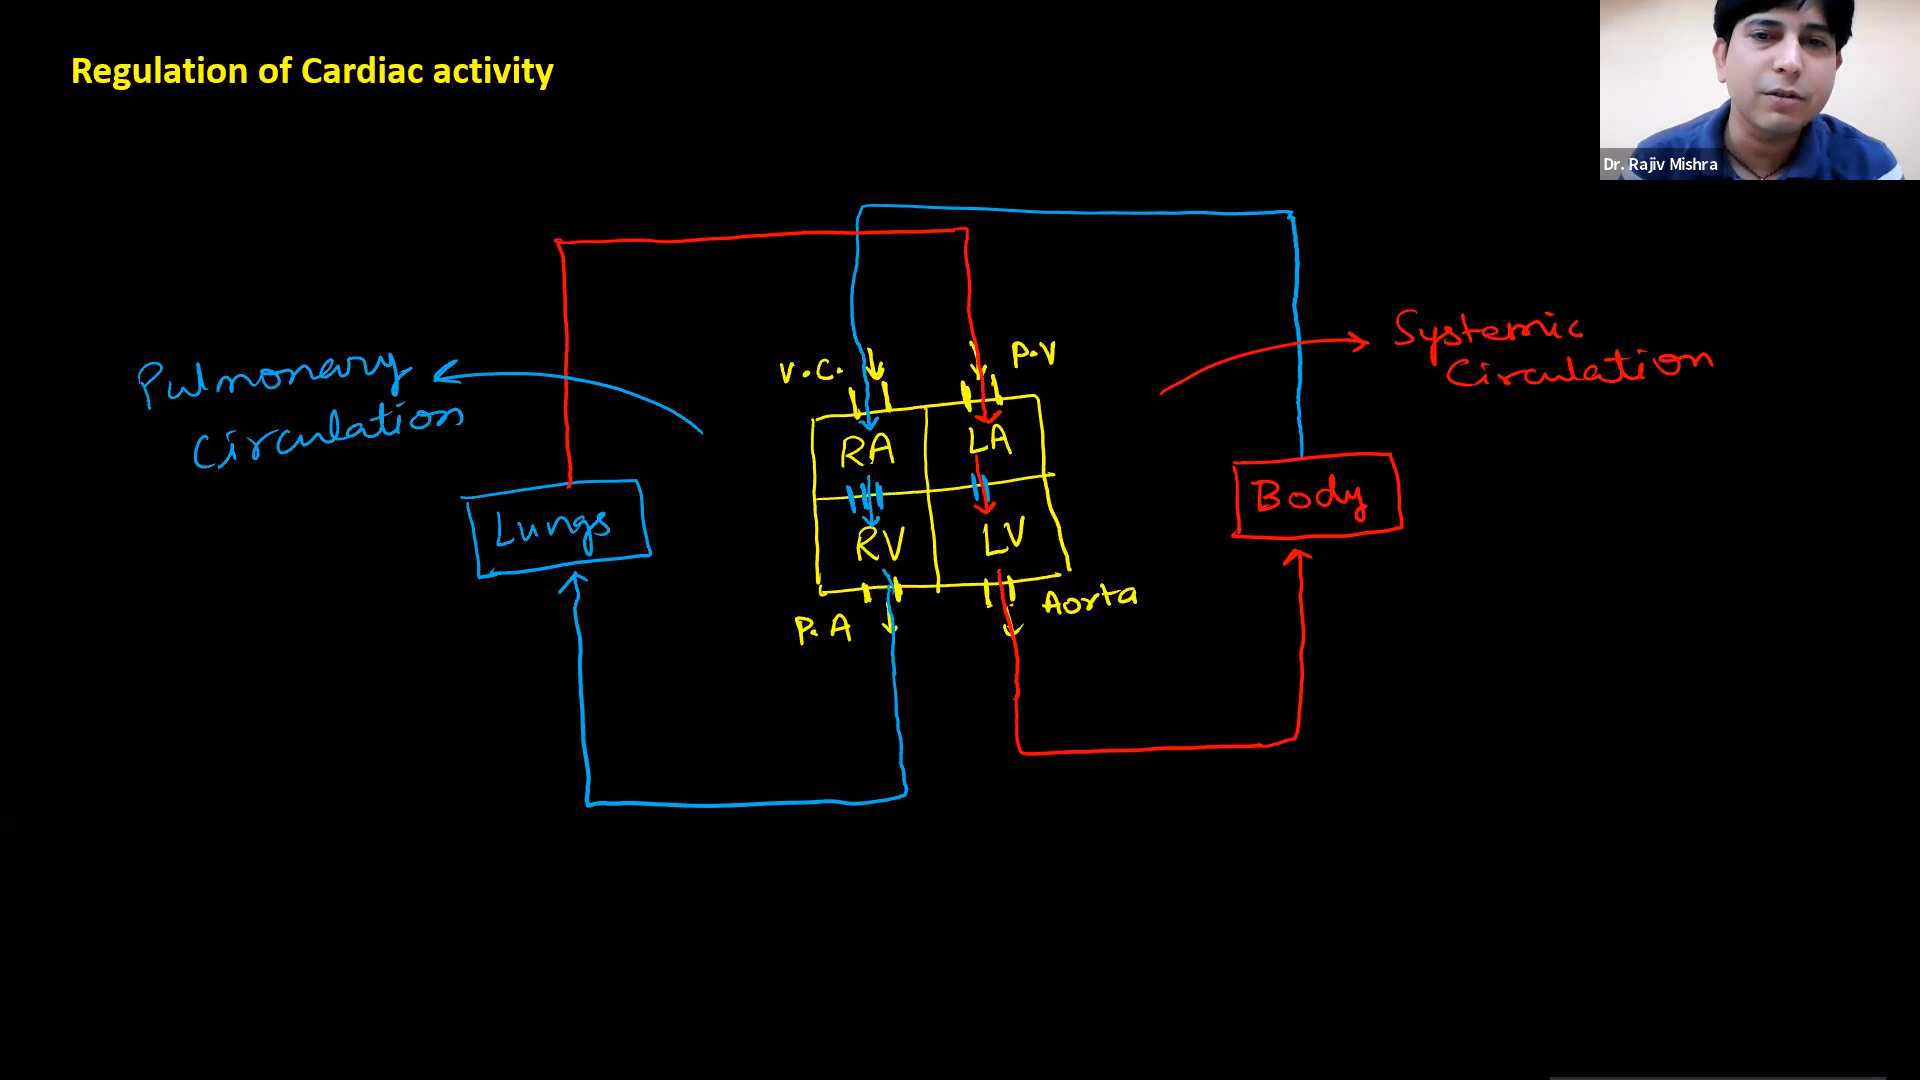 Regulation of Cardiac activity
Dr. Rajiv Mishra
Pulmonary
Circulation
Systemic
Circulation
V.C.
P.V
RA
LA
Lungs
Body
RV
LV
P.A
Aorta